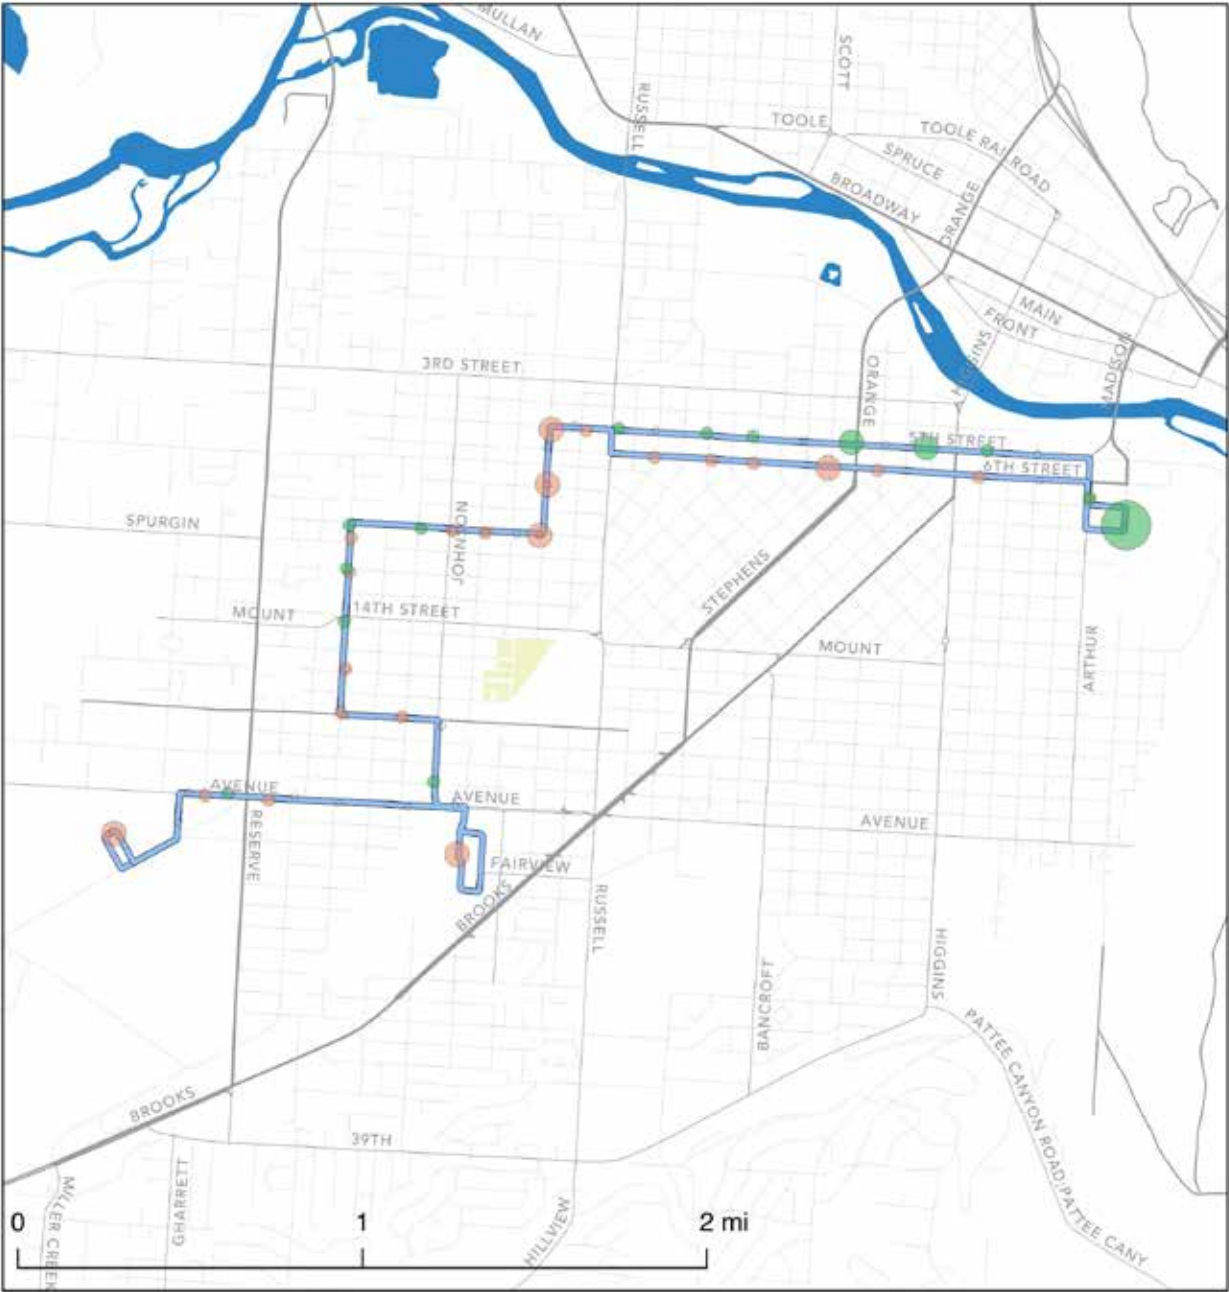 MULLAN
SCOTT
RUSSELL
TOOLE
TOOLE RAILROAD
SPRUCE
BROADWAY
ORANGE
MAIN
FRONT
HIGGINS
MADISON
3RD STREET
ORANGE
5TH STREET
6TH STREET
SPURGIN
JOHNSON
STEPHENS
MOUNT
14TH STREET
MOUNT
ARTHUR
AVENUE
AVENUE
AVENUE
RESERVE
FAIRVIEW
BROOKS
RUSSELL
HIGGINS
BANCROFT
PATTEE CANYON ROAD;PATTEE CANY
BROOKS
39TH
GHARRETT
MILLER CREEK
HILLVIEW
0 1 2 mi